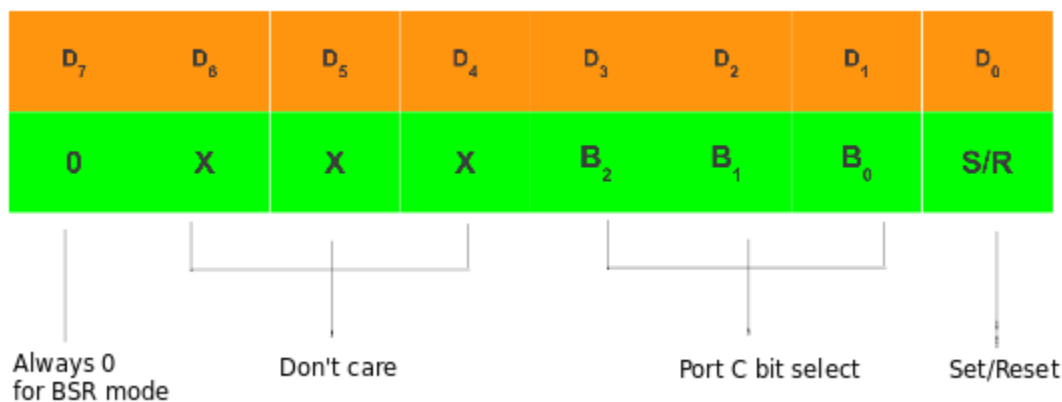 D7 D6 D5 D4 D3 D2 D1 D0
0 X X X B2 B1 B0 S/R
Always 0
for BSR mode
Don't care
Port C bit select
Set/Reset